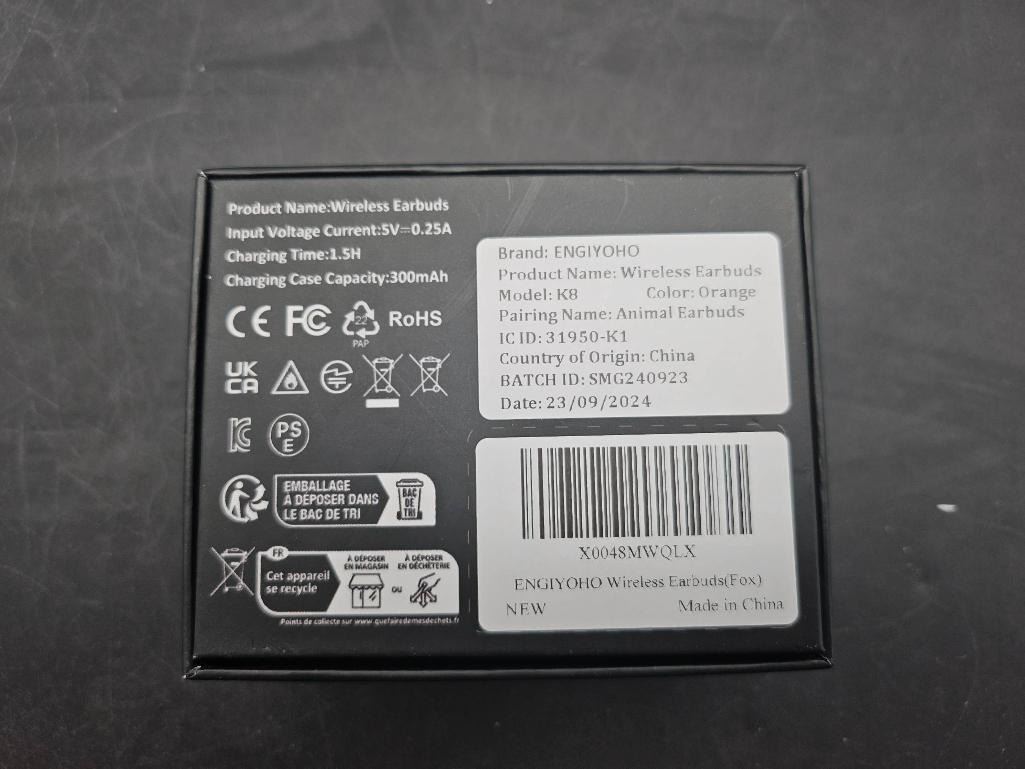 Product Name:Wireless Earbuds
Input Voltage Current:5V⎓0.25A
Charging Time:1.5H
Charging Case Capacity:300mAh
CE FC 22 RoHS
PAP
UK
CA
PS
E
EMBALLAGE
À DÉPOSER DANS
LE BAC DE TRI
BAC
DE
TRI
FR
Cet appareil
se recycle
À DÉPOSER
EN MAGASIN
OU
À DÉPOSER
EN DÉCHÈTERIE
Points de collecte sur www.quefairedemesdechets.fr
Brand: ENGIYOHO
Product Name: Wireless Earbuds
Model: K8 Color: Orange
Pairing Name: Animal Earbuds
IC ID: 31950-K1
Country of Origin: China
BATCH ID: SMG240923
Date: 23/09/2024
X0048MWQLX
ENGIYOHO Wireless Earbuds(Fox)
NEW Made in China